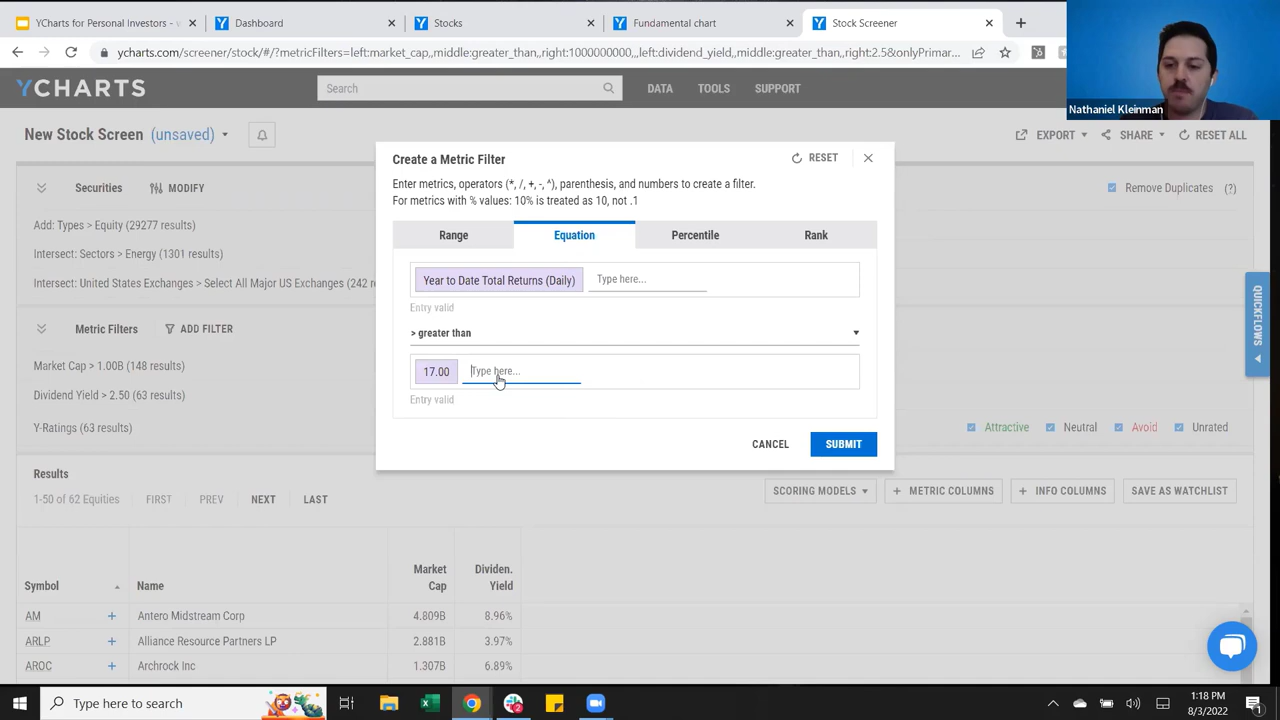 YCharts for Personal Investors - v
Dashboard
Stocks
Fundamental chart
Stock Screener
ycharts.com/screener/stock/#/?metricFilters=left:market_cap,,middle:greater_than,,right:1000000000,,,left:dividend_yield,,middle:greater_than,,right:2.5&onlyPrimar...
Nathaniel Kleinman
YCHARTS
Search
DATA
TOOLS
SUPPORT
New Stock Screen (unsaved)
EXPORT
SHARE
RESET ALL
Create a Metric Filter
RESET
Enter metrics, operators (*, /, +, -, ^), parenthesis, and numbers to create a filter.
For metrics with % values: 10% is treated as 10, not .1
Range
Equation
Percentile
Rank
Year to Date Total Returns (Daily)
Type here...
Entry valid
> greater than
17.00
Type here...
Entry valid
CANCEL
SUBMIT
Securities
MODIFY
Remove Duplicates (?)
Add: Types > Equity (29277 results)
Intersect: Sectors > Energy (1301 results)
Intersect: United States Exchanges > Select All Major US Exchanges (242 re
Metric Filters
ADD FILTER
Market Cap > 1.00B (148 results)
Dividend Yield > 2.50 (63 results)
Y-Ratings (63 results)
Attractive
Neutral
Avoid
Unrated
QUICKFLOWS
Results
1-50 of 62 Equities
FIRST
PREV
NEXT
LAST
SCORING MODELS
+ METRIC COLUMNS
+ INFO COLUMNS
SAVE AS WATCHLIST
Symbol
Name
Market Cap
Dividen. Yield
AM + Antero Midstream Corp 4.809B 8.96%
ARLP + Alliance Resource Partners LP 2.881B 3.97%
AROC + Archrock Inc 1.307B 6.89%
Type here to search
1:18 PM
8/3/2022